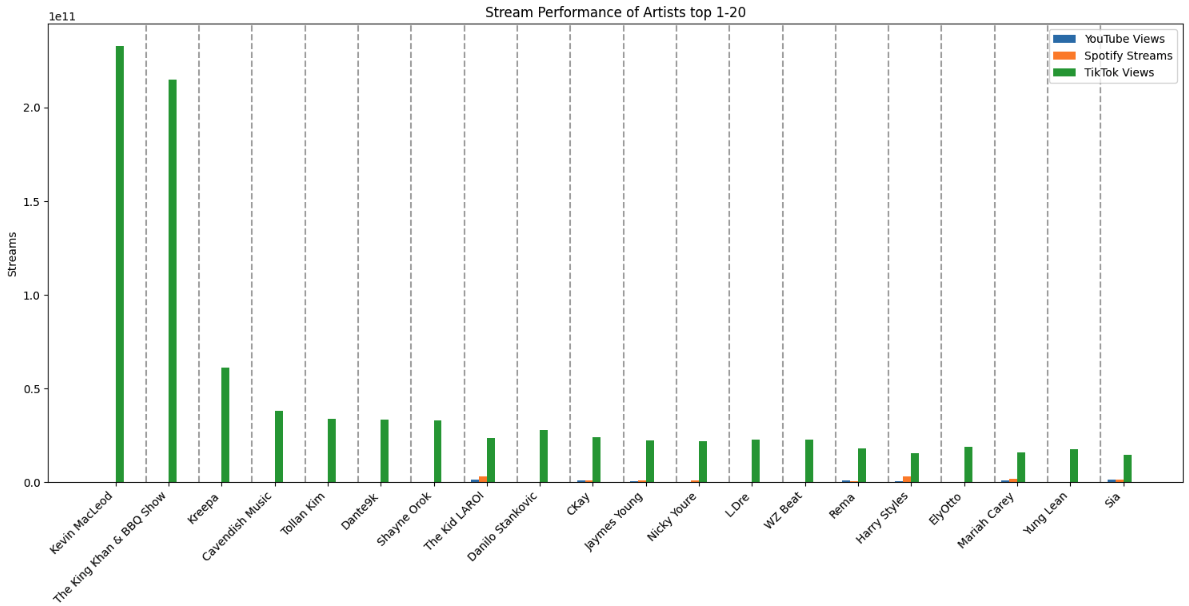 Stream Performance of Artists top 1-20
1e11
YouTube Views
Spotify Streams
TikTok Views
2.0
1.5
1.0
0.5
0.0
Streams
Kevin MacLeod
The King Khan & BBQ Show
Kreepa
Cavendish Music
Tollan Kim
Dante9k
Shayne Orok
The Kid LAROI
Danilo Stankovic
CKay
Jaymes Young
Nicky Youre
L.Dre
WZ Beat
Rema
Harry Styles
ElyOtto
Mariah Carey
Yung Lean
Sia